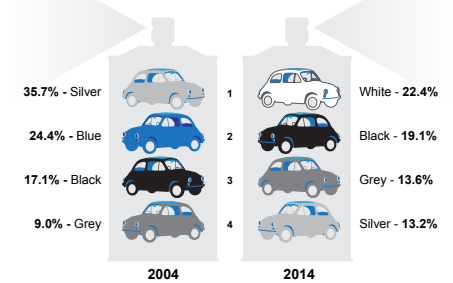 35.7% - Silver 1 White - 22.4%
24.4% - Blue 2 Black - 19.1%
17.1% - Black 3 Grey - 13.6%
9.0% - Grey 4 Silver - 13.2%
2004 2014